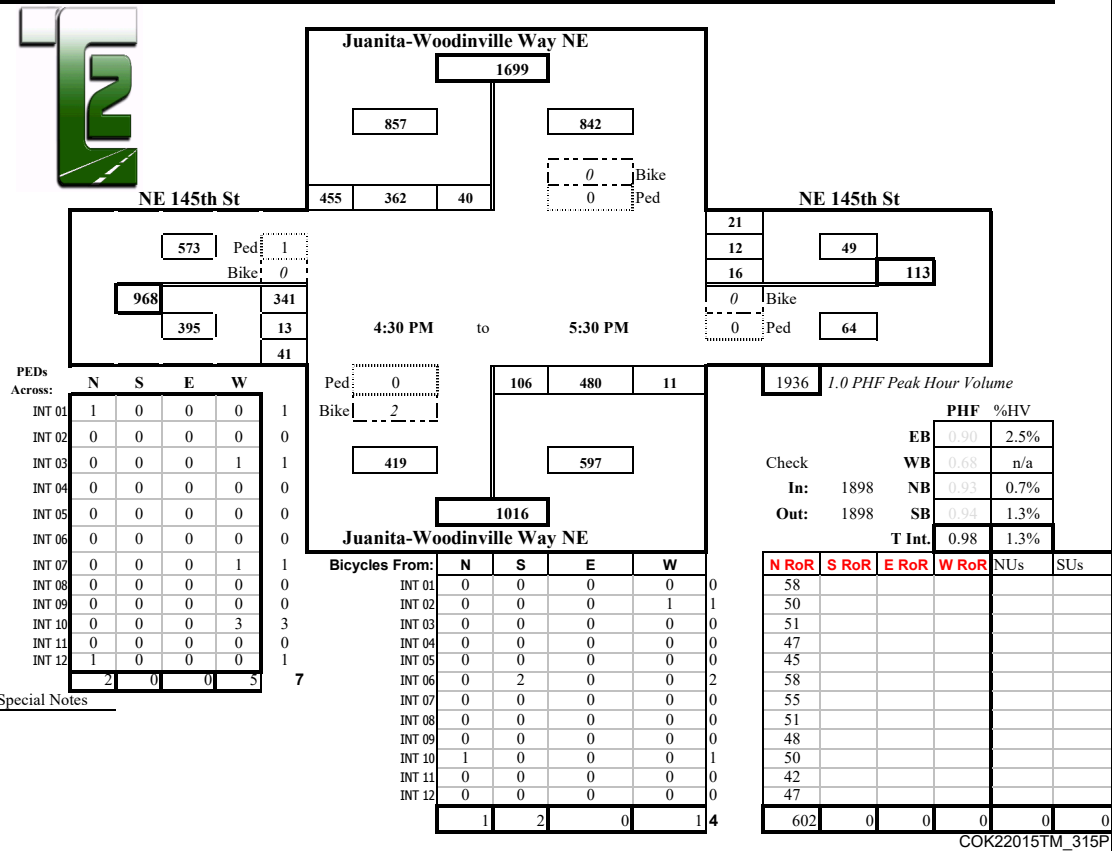 T2
Juanita-Woodinville Way NE
1699
857 842
0 Bike
NE 145th St 455 362 40 0 Ped NE 145th St
21
573 Ped 1 12 49
Bike 0 16 113
968 341 0 Bike
395 13 4:30 PM to 5:30 PM 0 Ped 64
41
PEDs Across: N S E W Ped 0 106 480 11 1936 1.0 PHF Peak Hour Volume
Bike 2 PHF %HV
EB 0.90 2.5%
419 597 Check WB 0.68 n/a
In: 1898 NB 0.93 0.7%
1016 Out: 1898 SB 0.94 1.3%
Juanita-Woodinville Way NE T Int. 0.98 1.3%
INT 01 1 0 0 0 1
INT 02 0 0 0 0 0
INT 03 0 0 0 1 1
INT 04 0 0 0 0 0
INT 05 0 0 0 0 0
INT 06 0 0 0 0 0
INT 07 0 0 0 1 1
INT 08 0 0 0 0 0
INT 09 0 0 0 0 0
INT 10 0 0 0 3 3
INT 11 0 0 0 0 0
INT 12 1 0 0 0 1
2 0 0 5 7
Special Notes
Bicycles From: N S E W
INT 01 0 0 0 0 0
INT 02 0 0 0 1 1
INT 03 0 0 0 0 0
INT 04 0 0 0 0 0
INT 05 0 0 0 0 0
INT 06 0 2 0 0 2
INT 07 0 0 0 0 0
INT 08 0 0 0 0 0
INT 09 0 0 0 0 0
INT 10 1 0 0 0 1
INT 11 0 0 0 0 0
INT 12 0 0 0 0 0
1 2 0 1 4
N RoR S RoR E RoR W RoR NUs SUs
58
50
51
47
45
58
55
51
48
50
42
47
602 0 0 0 0 0
COK22015TM_315P